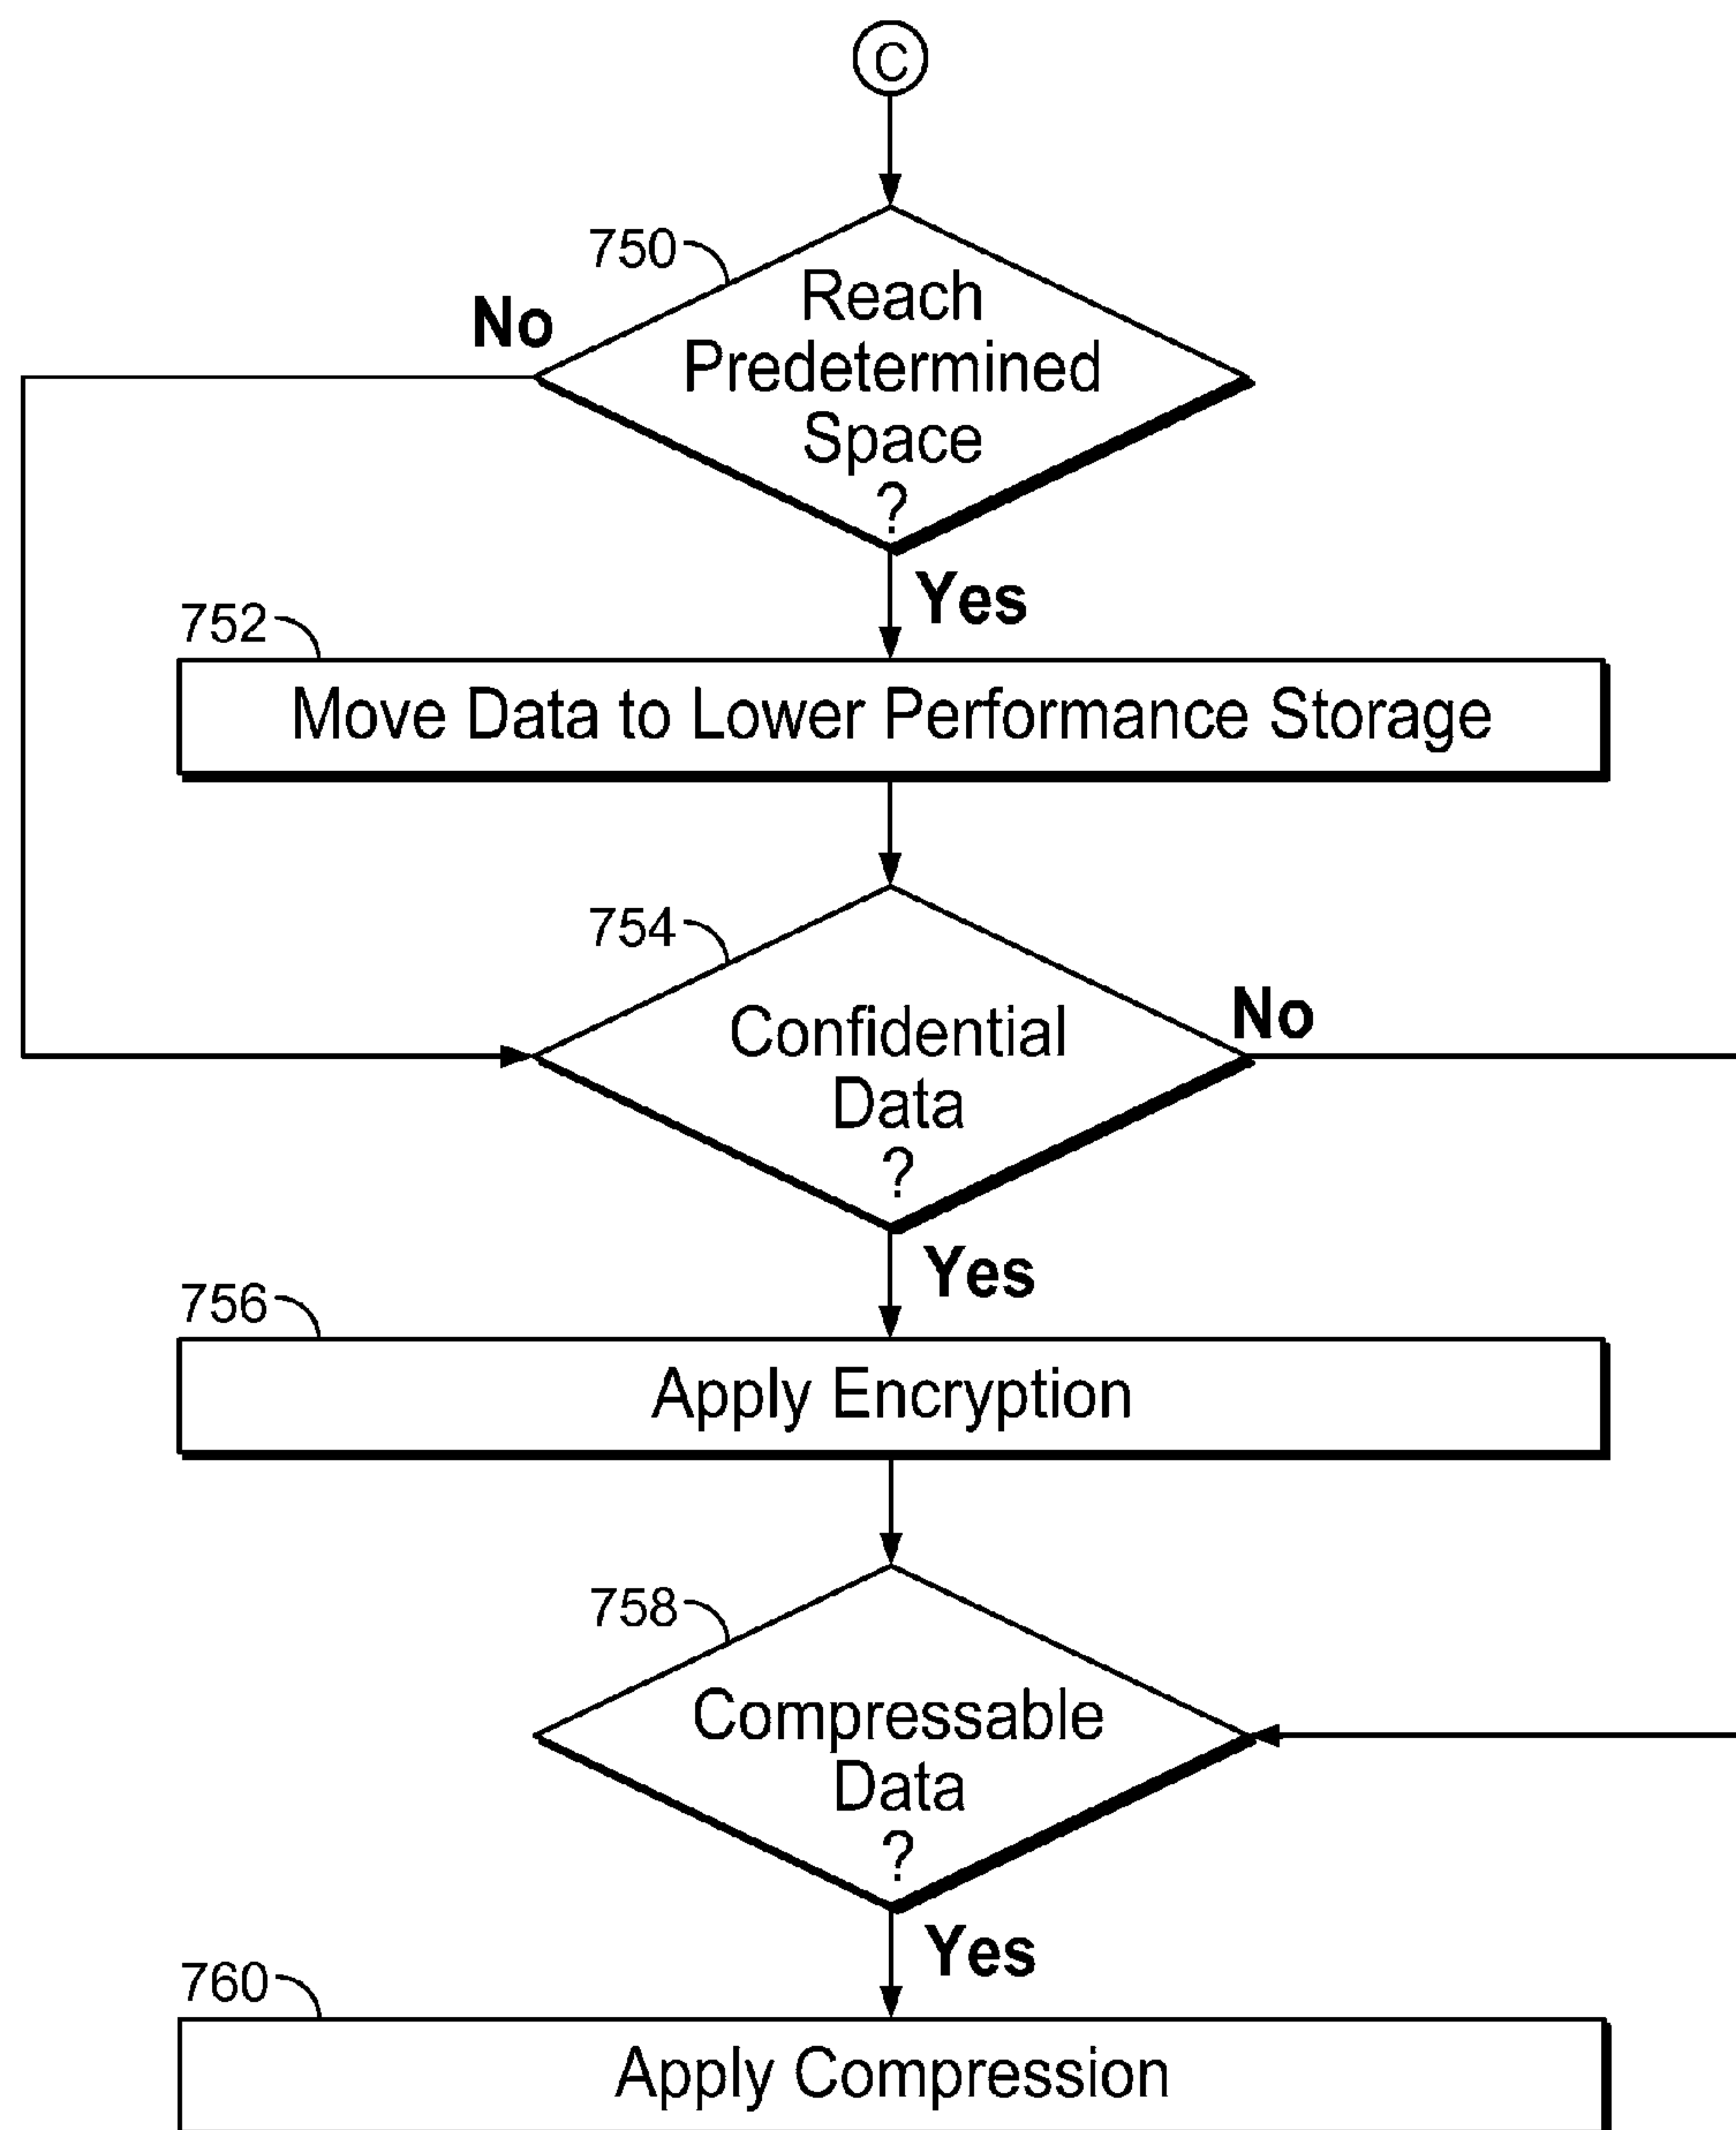 C
750
No
Reach
Predetermined
Space
?
Yes
752
Move Data to Lower Performance Storage
754
Confidential
Data
?
No
Yes
756
Apply Encryption
758
Compressable
Data
?
Yes
760
Apply Compression